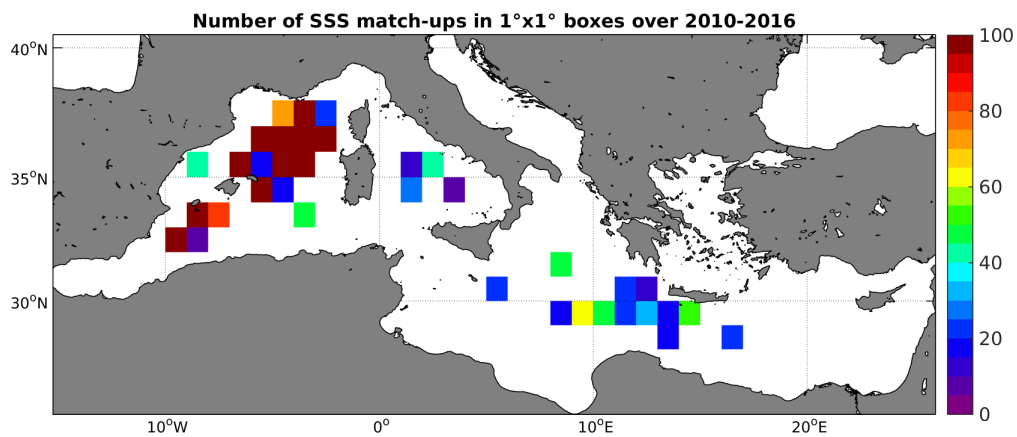 Number of SSS match-ups in 1°x1° boxes over 2010-2016
40°N
35°N
30°N
10°W
0°
10°E
20°E
100
80
60
40
20
0